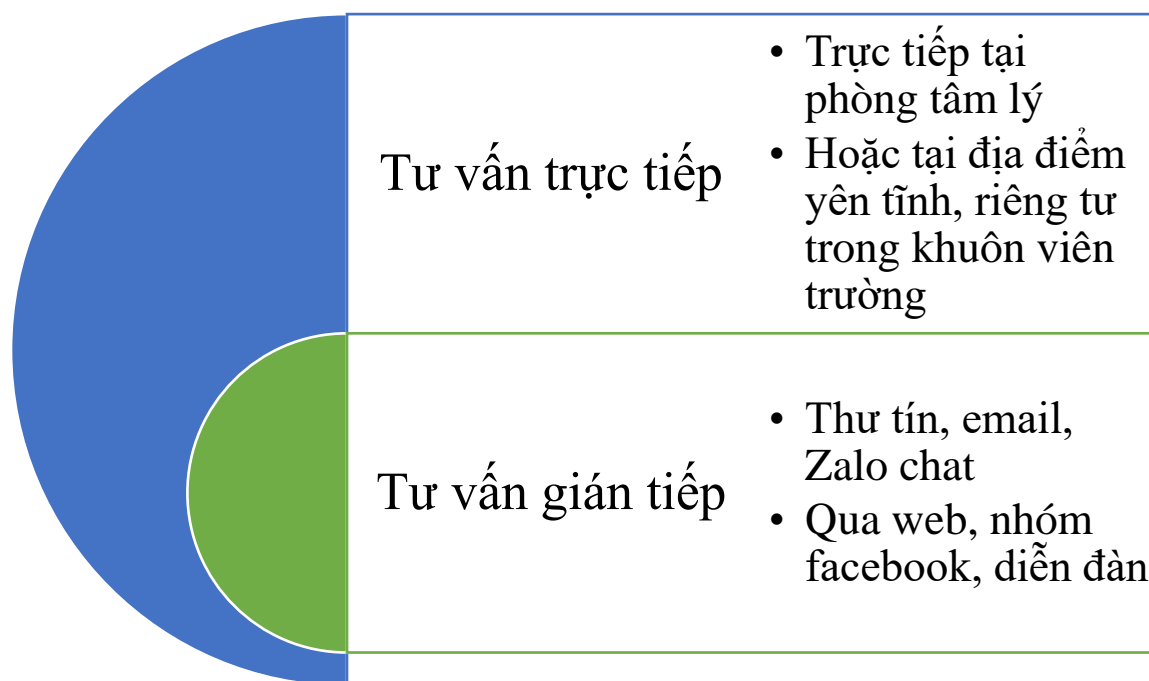 Tư vấn trực tiếp
• Trực tiếp tại
phòng tâm lý
• Hoặc tại địa điểm
yên tĩnh, riêng tư
trong khuôn viên
trường
Tư vấn gián tiếp
• Thư tín, email,
Zalo chat
• Qua web, nhóm
facebook, diễn đàn